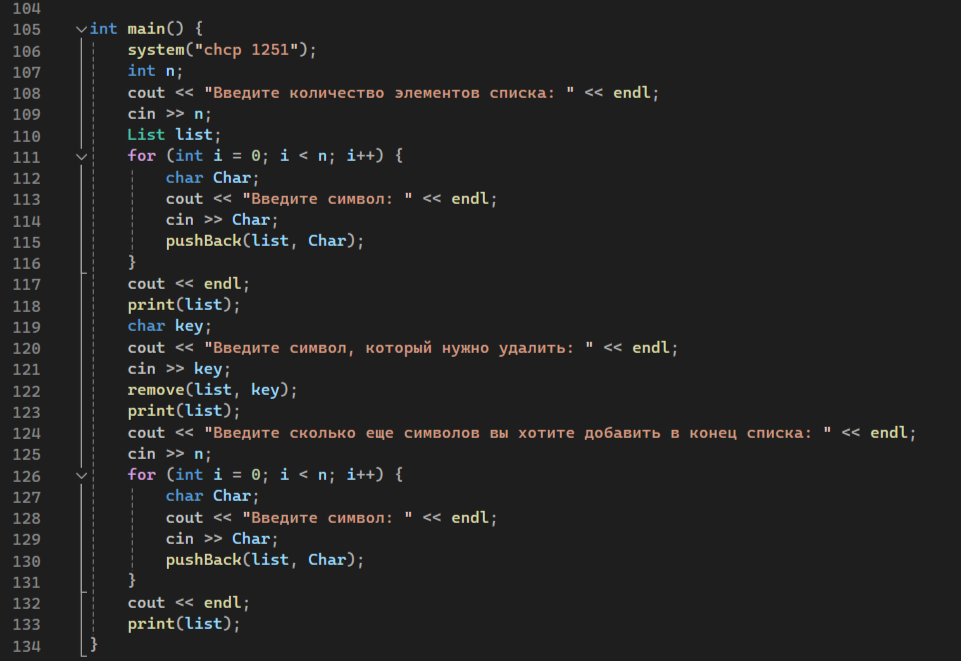 104
105 int main() {
106 system("chcp 1251");
107 int n;
108 cout << "Введите количество элементов списка: " << endl;
109 cin >> n;
110 List list;
111 for (int i = 0; i < n; i++) {
112 char Char;
113 cout << "Введите символ: " << endl;
114 cin >> Char;
115 pushBack(list, Char);
116 }
117 cout << endl;
118 print(list);
119 char key;
120 cout << "Введите символ, который нужно удалить: " << endl;
121 cin >> key;
122 remove(list, key);
123 print(list);
124 cout << "Введите сколько еще символов вы хотите добавить в конец списка: " << endl;
125 cin >> n;
126 for (int i = 0; i < n; i++) {
127 char Char;
128 cout << "Введите символ: " << endl;
129 cin >> Char;
130 pushBack(list, Char);
131 }
132 cout << endl;
133 print(list);
134 }